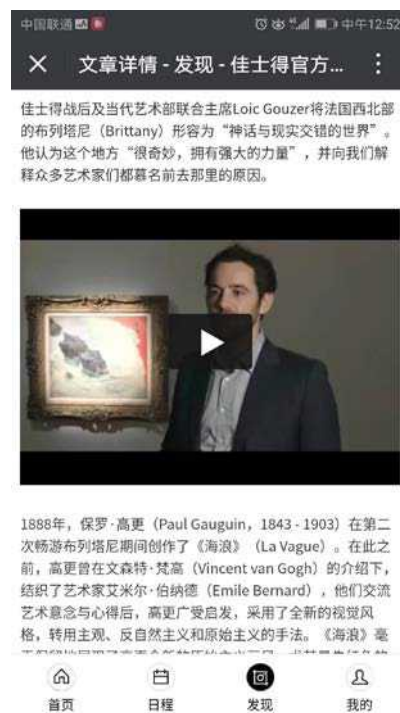 中国联通
中午12:52
文章详情 - 发现 - 佳士得官方...
佳士得战后及当代艺术部联合主席Loic Gouzer将法国西北部
的布列塔尼（Brittany）形容为“神话与现实交错的世界”。
他认为这个地方“很奇妙，拥有强大的力量”，并向我们解
释众多艺术家们都慕名前去那里的原因。
1888年，保罗·高更（Paul Gauguin，1843 - 1903）在第二
次畅游布列塔尼期间创作了《海浪》（La Vague）。在此之
前，高更曾在文森特·梵高（Vincent van Gogh）的介绍下，
结织了艺术家艾米尔·伯纳德（Emile Bernard），他们交流
艺术意念与心得后，高更广受启发，采用了全新的视觉风
格，转用主观、反自然主义和原始主义的手法。《海浪》毫
首页
日程
发现
我的